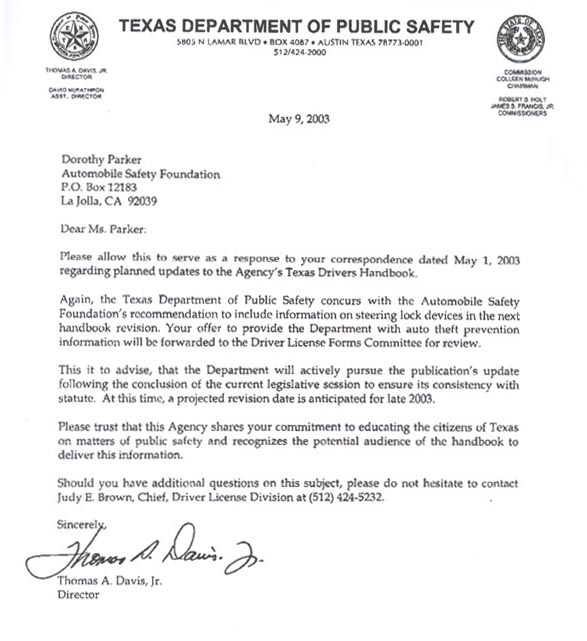 TEXAS DEPARTMENT OF PUBLIC SAFETY
5805 N LAMAR BLVD • BOX 4087 • AUSTIN TEXAS 78773-0001
512/424-2000
THOMAS A. DAVIS, JR.
DIRECTOR
DAVID McEATHRON
ASST. DIRECTOR
COMMISSION
COLLEEN McHUGH
CHAIRMAN
ROBERT B. HOLT
JAMES B. FRANCIS, JR.
COMMISSIONERS
May 9, 2003
Dorothy Parker
Automobile Safety Foundation
P.O. Box 12183
La Jolla, CA 92039
Dear Ms. Parker:
Please allow this to serve as a response to your correspondence dated May 1, 2003
regarding planned updates to the Agency's Texas Drivers Handbook.
Again, the Texas Department of Public Safety concurs with the Automobile Safety
Foundation's recommendation to include information on steering lock devices in the next
handbook revision. Your offer to provide the Department with auto theft prevention
information will be forwarded to the Driver License Forms Committee for review.
This it to advise, that the Department will actively pursue the publication's update
following the conclusion of the current legislative session to ensure its consistency with
statute. At this time, a projected revision date is anticipated for late 2003.
Please trust that this Agency shares your commitment to educating the citizens of Texas
on matters of public safety and recognizes the potential audience of the handbook to
deliver this information.
Should you have additional questions on this subject, please do not hesitate to contact
Judy E. Brown, Chief, Driver License Division at (512) 424-5232.
Sincerely,
Thomas A. Davis, Jr.
Thomas A. Davis, Jr.
Director